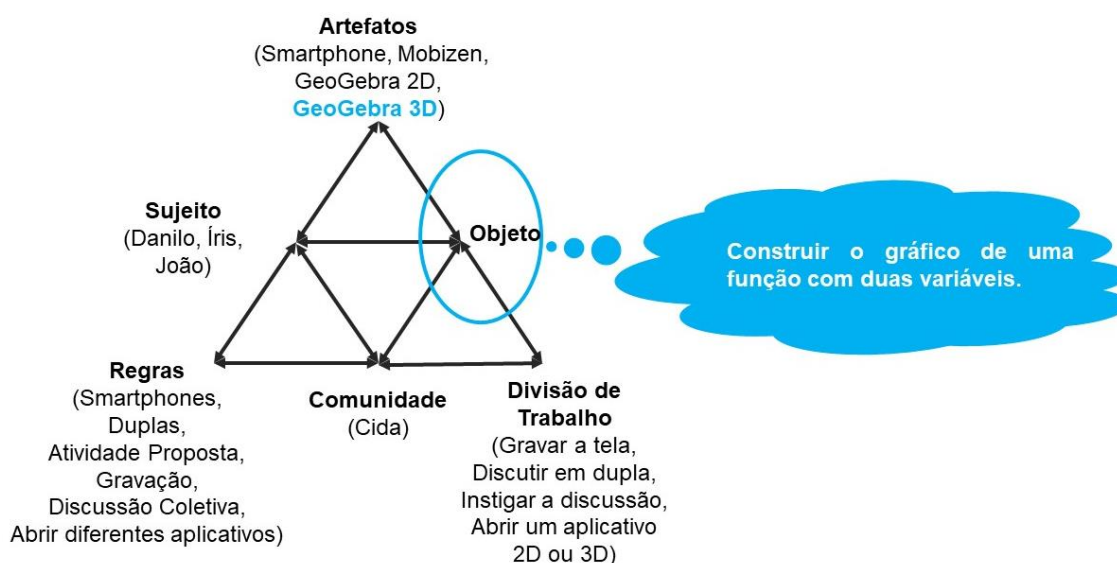 Artefatos
(Smartphone, Mobizen,
GeoGebra 2D,
GeoGebra 3D)
Sujeito
(Danilo, Íris,
João)
Objeto
Construir o gráfico de uma
função com duas variáveis.
Regras
(Smartphones,
Duplas,
Atividade Proposta,
Gravação,
Discussão Coletiva,
Abrir diferentes aplicativos)
Comunidade
(Cida)
Divisão de
Trabalho
(Gravar a tela,
Discutir em dupla,
Instigar a discussão,
Abrir um aplicativo
2D ou 3D)